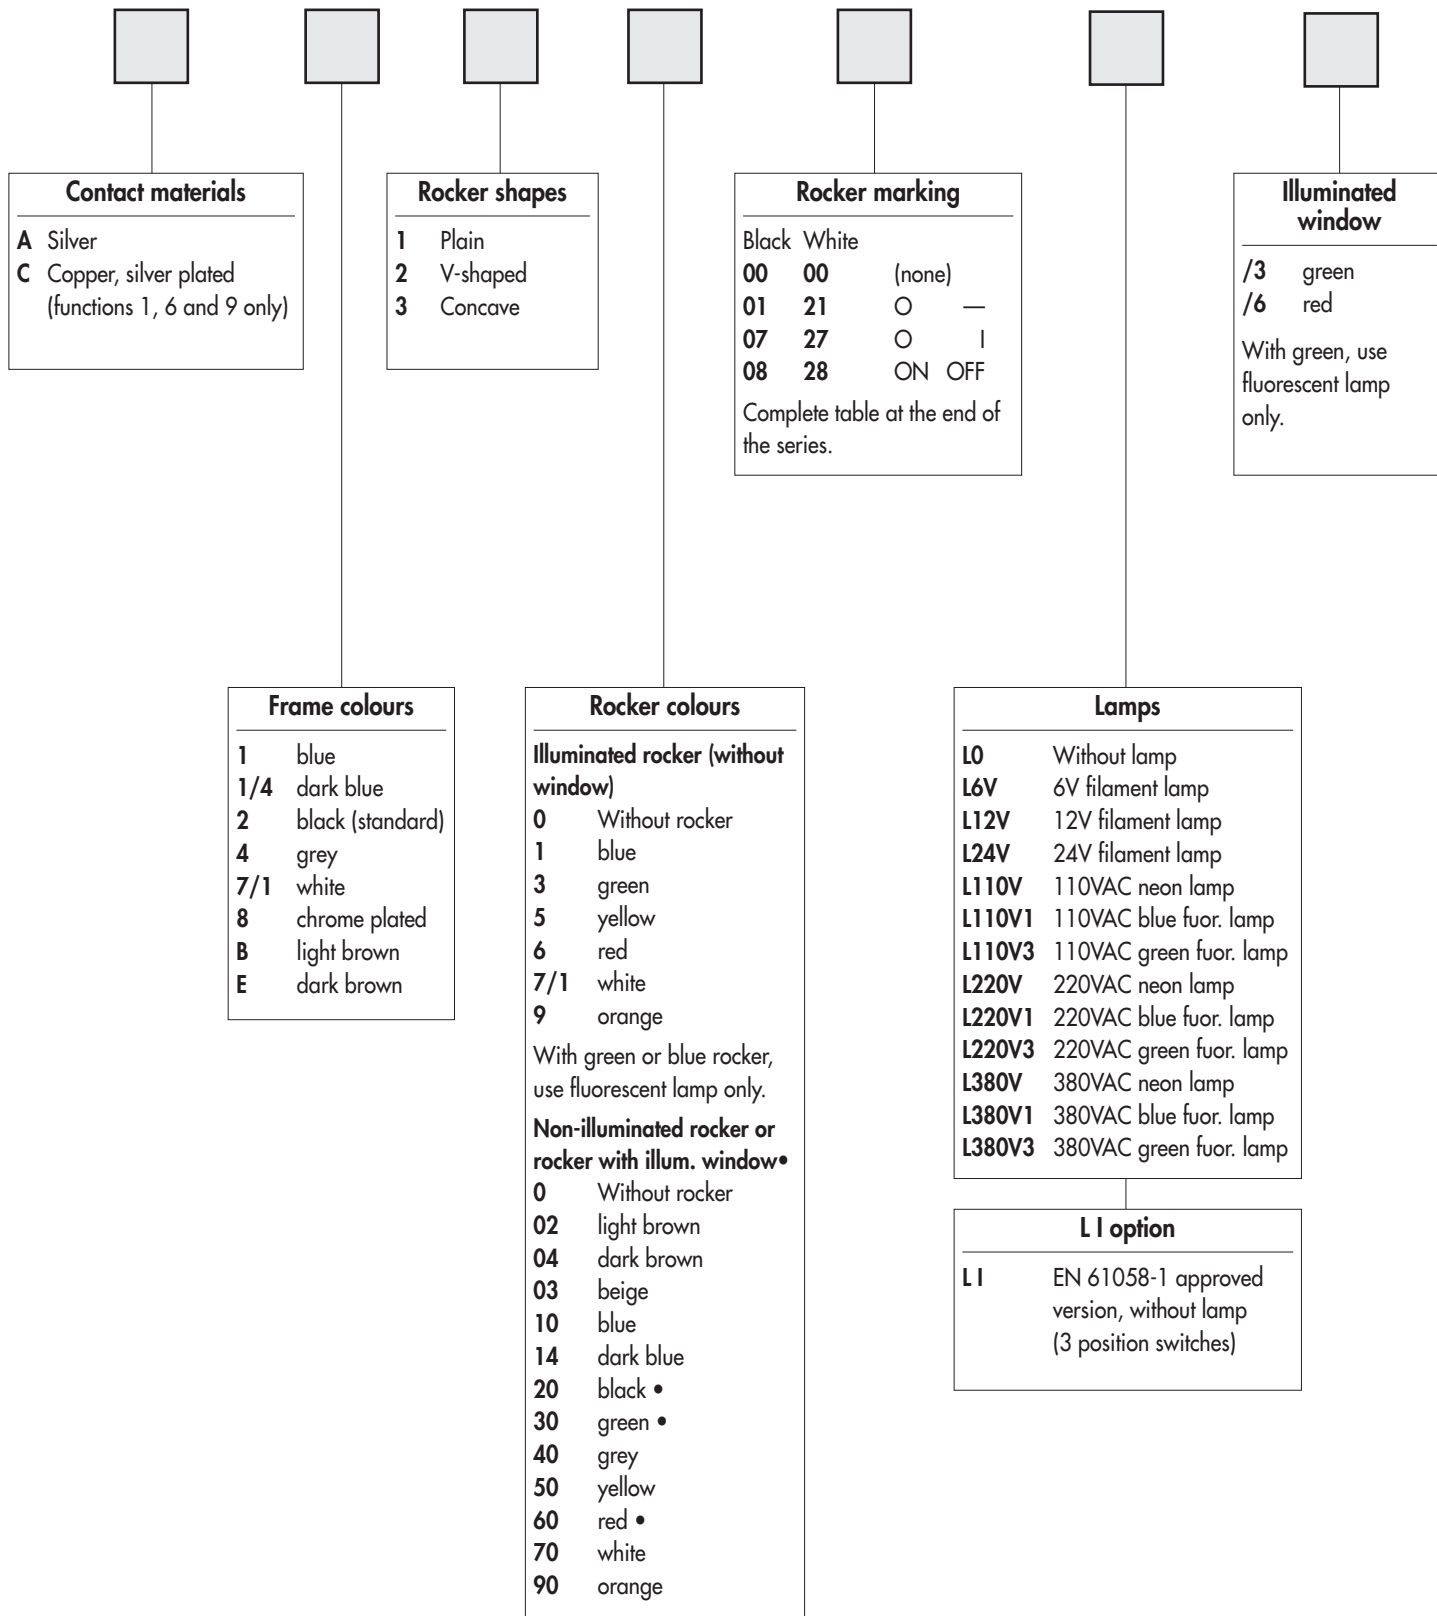 Contact materials
A Silver
C Copper, silver plated
(functions 1, 6 and 9 only)
Rocker shapes
1 Plain
2 V-shaped
3 Concave
Rocker marking
Black White
00 00 (none)
01 21 O —
07 27 O I
08 28 ON OFF
Complete table at the end of
the series.
Illuminated
window
/3 green
/6 red
With green, use
fluorescent lamp
only.
Frame colours
1 blue
1/4 dark blue
2 black (standard)
4 grey
7/1 white
8 chrome plated
B light brown
E dark brown
Rocker colours
Illuminated rocker (without
window)
0 Without rocker
1 blue
3 green
5 yellow
6 red
7/1 white
9 orange
With green or blue rocker,
use fluorescent lamp only.
Non-illuminated rocker or
rocker with illum. window•
0 Without rocker
02 light brown
04 dark brown
03 beige
10 blue
14 dark blue
20 black •
30 green •
40 grey
50 yellow
60 red •
70 white
90 orange
Lamps
L0 Without lamp
L6V 6V filament lamp
L12V 12V filament lamp
L24V 24V filament lamp
L110V 110VAC neon lamp
L110V1 110VAC blue fuor. lamp
L110V3 110VAC green fuor. lamp
L220V 220VAC neon lamp
L220V1 220VAC blue fuor. lamp
L220V3 220VAC green fuor. lamp
L380V 380VAC neon lamp
L380V1 380VAC blue fuor. lamp
L380V3 380VAC green fuor. lamp
L I option
L I EN 61058-1 approved
version, without lamp
(3 position switches)